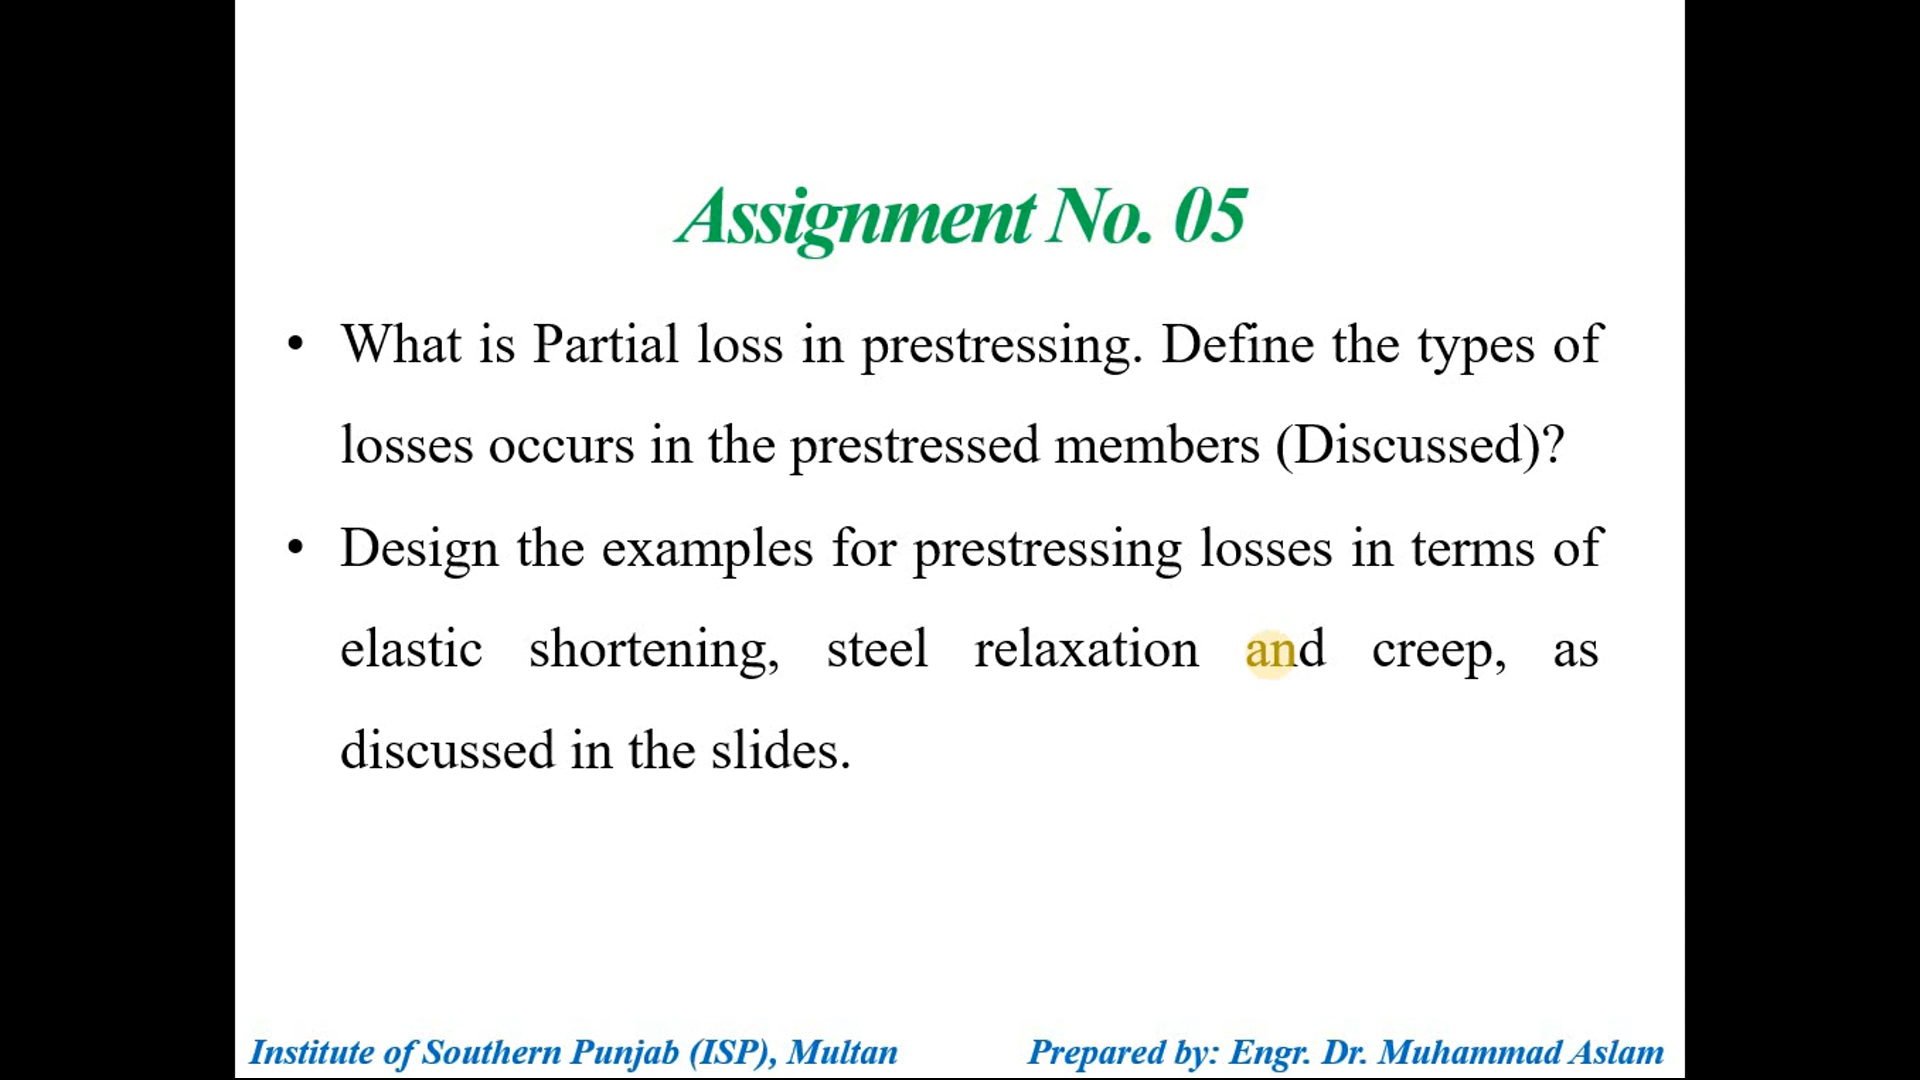 Assignment No. 05
• What is Partial loss in prestressing. Define the types of
losses occurs in the prestressed members (Discussed)?
• Design the examples for prestressing losses in terms of
elastic shortening, steel relaxation and creep, as
discussed in the slides.
Institute of Southern Punjab (ISP), Multan
Prepared by: Engr. Dr. Muhammad Aslam